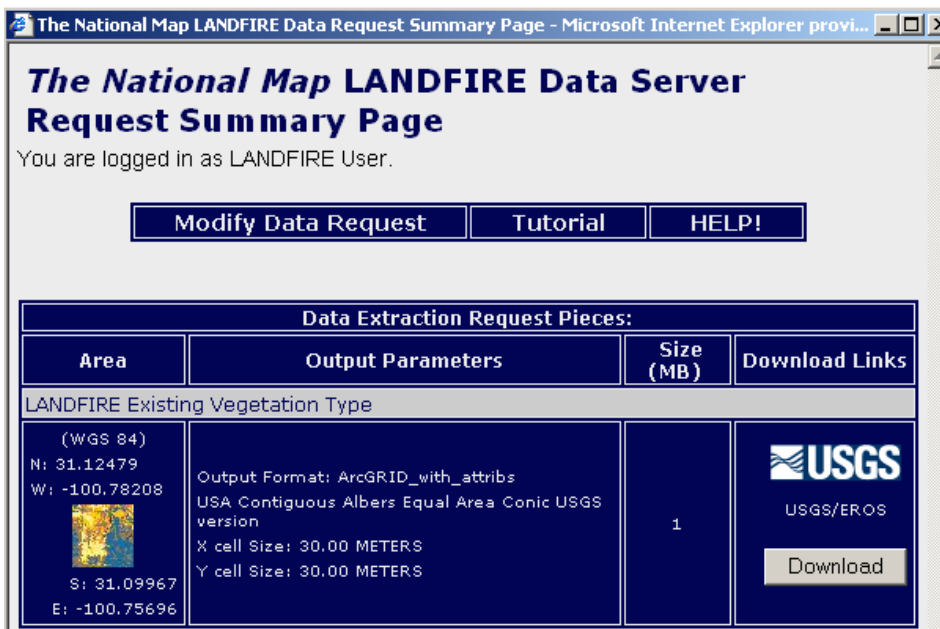 The National Map LANDFIRE Data Request Summary Page - Microsoft Internet Explorer provi...
The National Map LANDFIRE Data Server
Request Summary Page
You are logged in as LANDFIRE User.
Modify Data Request Tutorial HELP!
Data Extraction Request Pieces:
Area Output Parameters Size (MB) Download Links
LANDFIRE Existing Vegetation Type
(WGS 84)
N: 31.12479
W: -100.78208
S: 31.09967
E: -100.75696
Output Format: ArcGRID_with_attribs
USA Contiguous Albers Equal Area Conic USGS
version
X cell Size: 30.00 METERS
Y cell Size: 30.00 METERS
1
USGS
USGS/EROS
Download